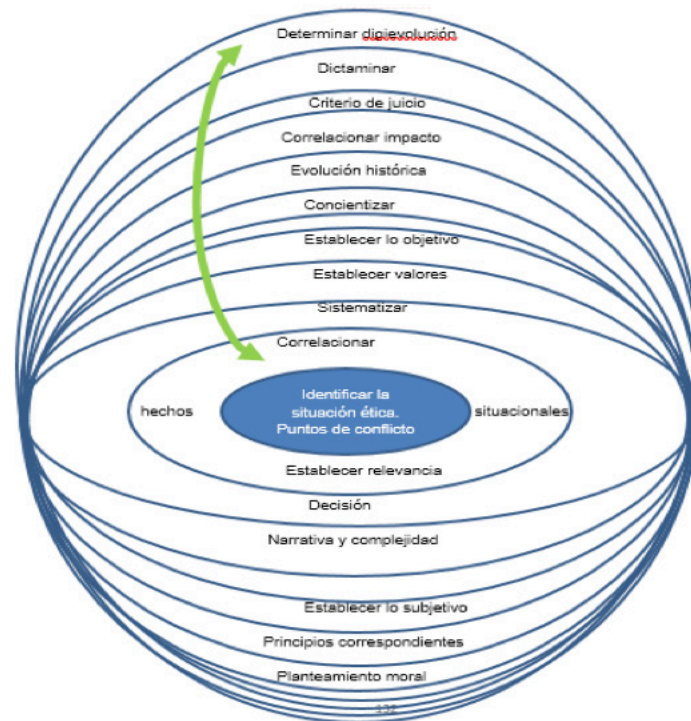 Determinar digievolución
Dictaminar
Criterio de juicio
Correlacionar impacto
Evolución histórica
Concientizar
Establecer lo objetivo
Establecer valores
Sistematizar
Correlacionar
Identificar la
situación ética.
hechos
situacionales
Puntos de conflicto
Establecer relevancia
Decisión
Narrativa y complejidad
Establecer lo subjetivo
Principios correspondientes
Planteamiento moral
132